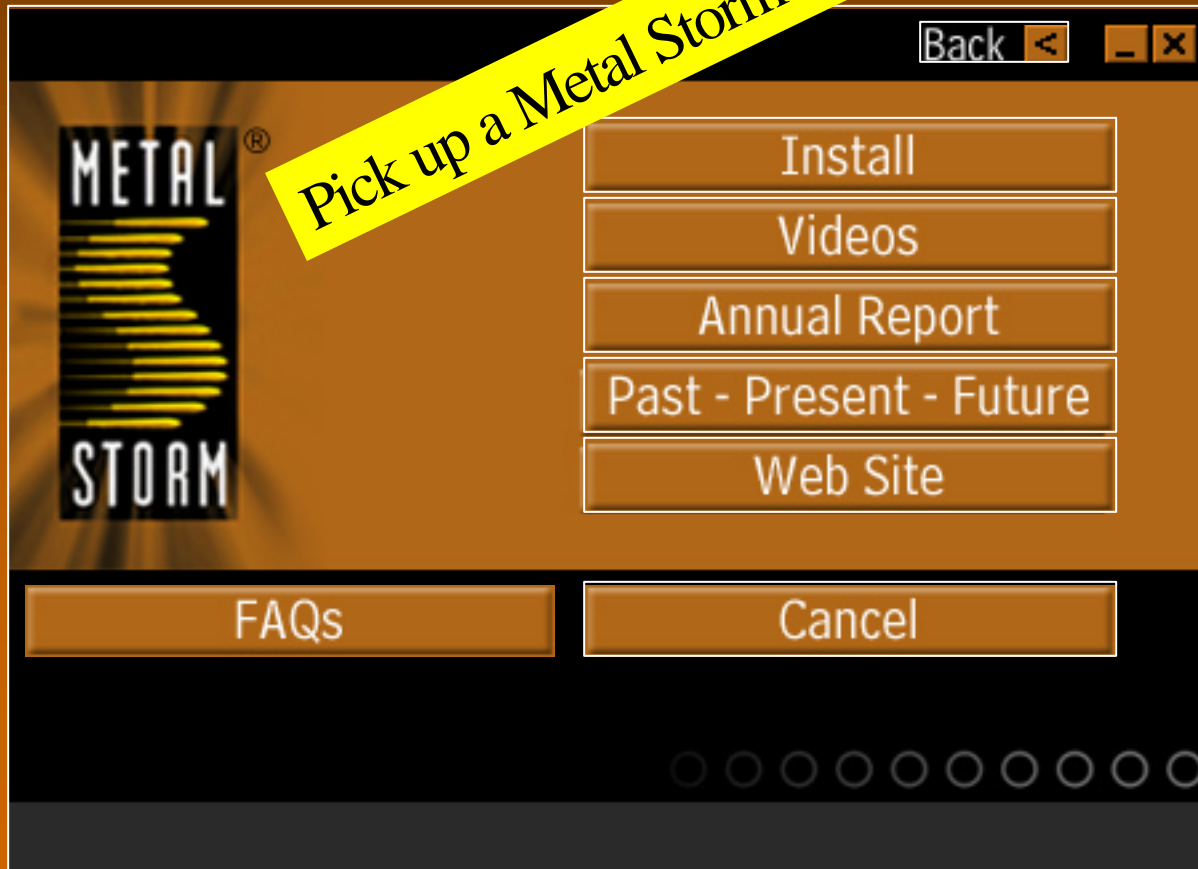 Back <
Pick up a Metal Storm
METAL ®
STORM
Install
Videos
Annual Report
Past - Present - Future
Web Site
FAQs
Cancel